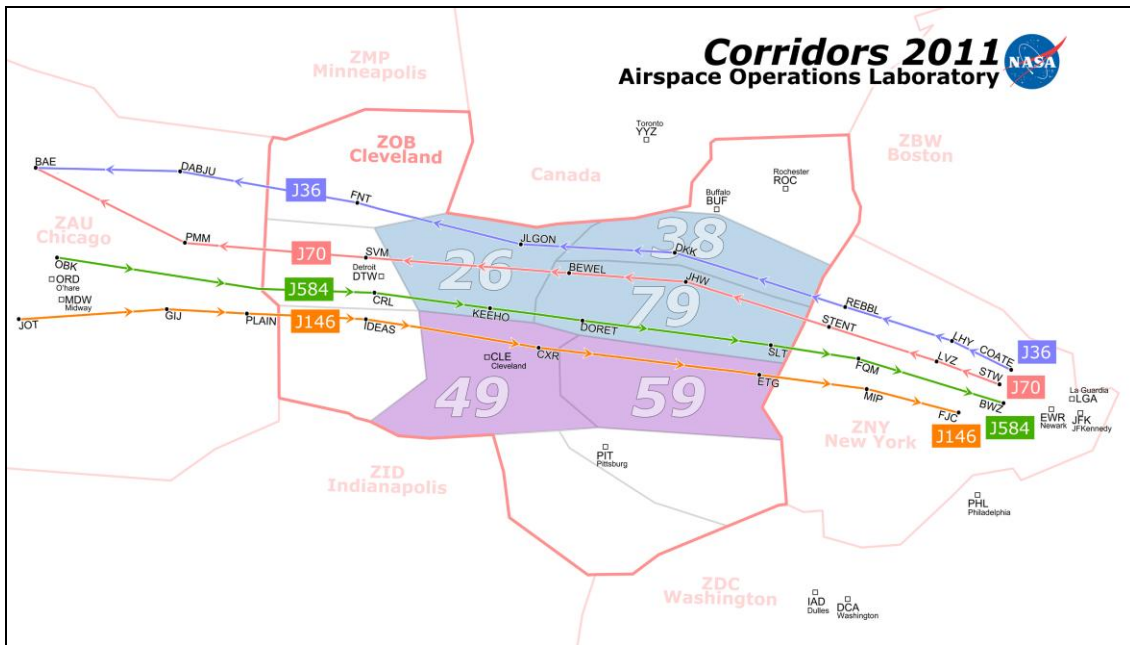 Corridors 2011
Airspace Operations Laboratory
NASA
ZMP
Minneapolis
ZOB
Cleveland
Canada
Toronto
YYZ
ZBW
Boston
Rochester
ROC
Buffalo
BUF
BAE
DABJU
J36
FNT
JLGON
DKK
REBBL
LHY
COATE
J36
ZAU
Chicago
PMM
J70
SVM
BEWEL
JHW
STENT
LVZ
STW
J70
26
38
79
OBK
ORD
O'hare
MDW
Midway
J584
Detroit
DTW
CRL
KEEHO
DORET
SLT
FQM
BWZ
J584
JOT
GIJ
PLAIN
J146
IDEAS
CLE
Cleveland
CXR
ETG
MIP
FJC
J146
49
59
La Guardia
LGA
EWR
Newark
JFK
JFKennedy
ZNY
New York
PIT
Pittsburg
ZID
Indianapolis
PHL
Philadelphia
ZDC
Washington
IAD
Dulles
DCA
Washington